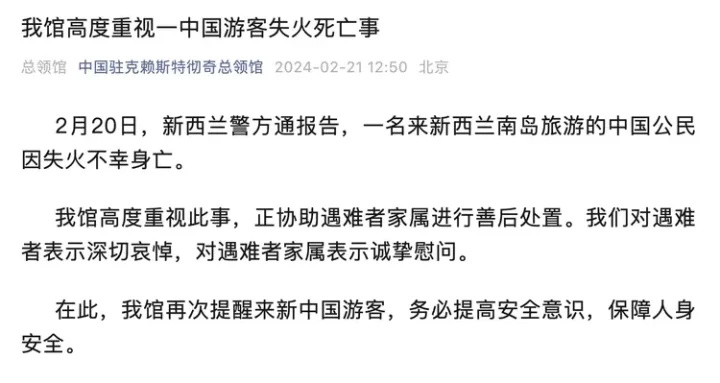 我馆高度重视一中国游客失火死亡事
总领馆 中国驻克赖斯特彻奇总领馆 2024-02-21 12:50 北京
2月20日，新西兰警方通报告，一名来新西兰南岛旅游的中国公民
因失火不幸身亡。
我馆高度重视此事，正协助遇难者家属进行善后处置。我们对遇难
者表示深切哀悼，对遇难者家属表示诚挚慰问。
在此，我馆再次提醒来新中国游客，务必提高安全意识，保障人身
安全。